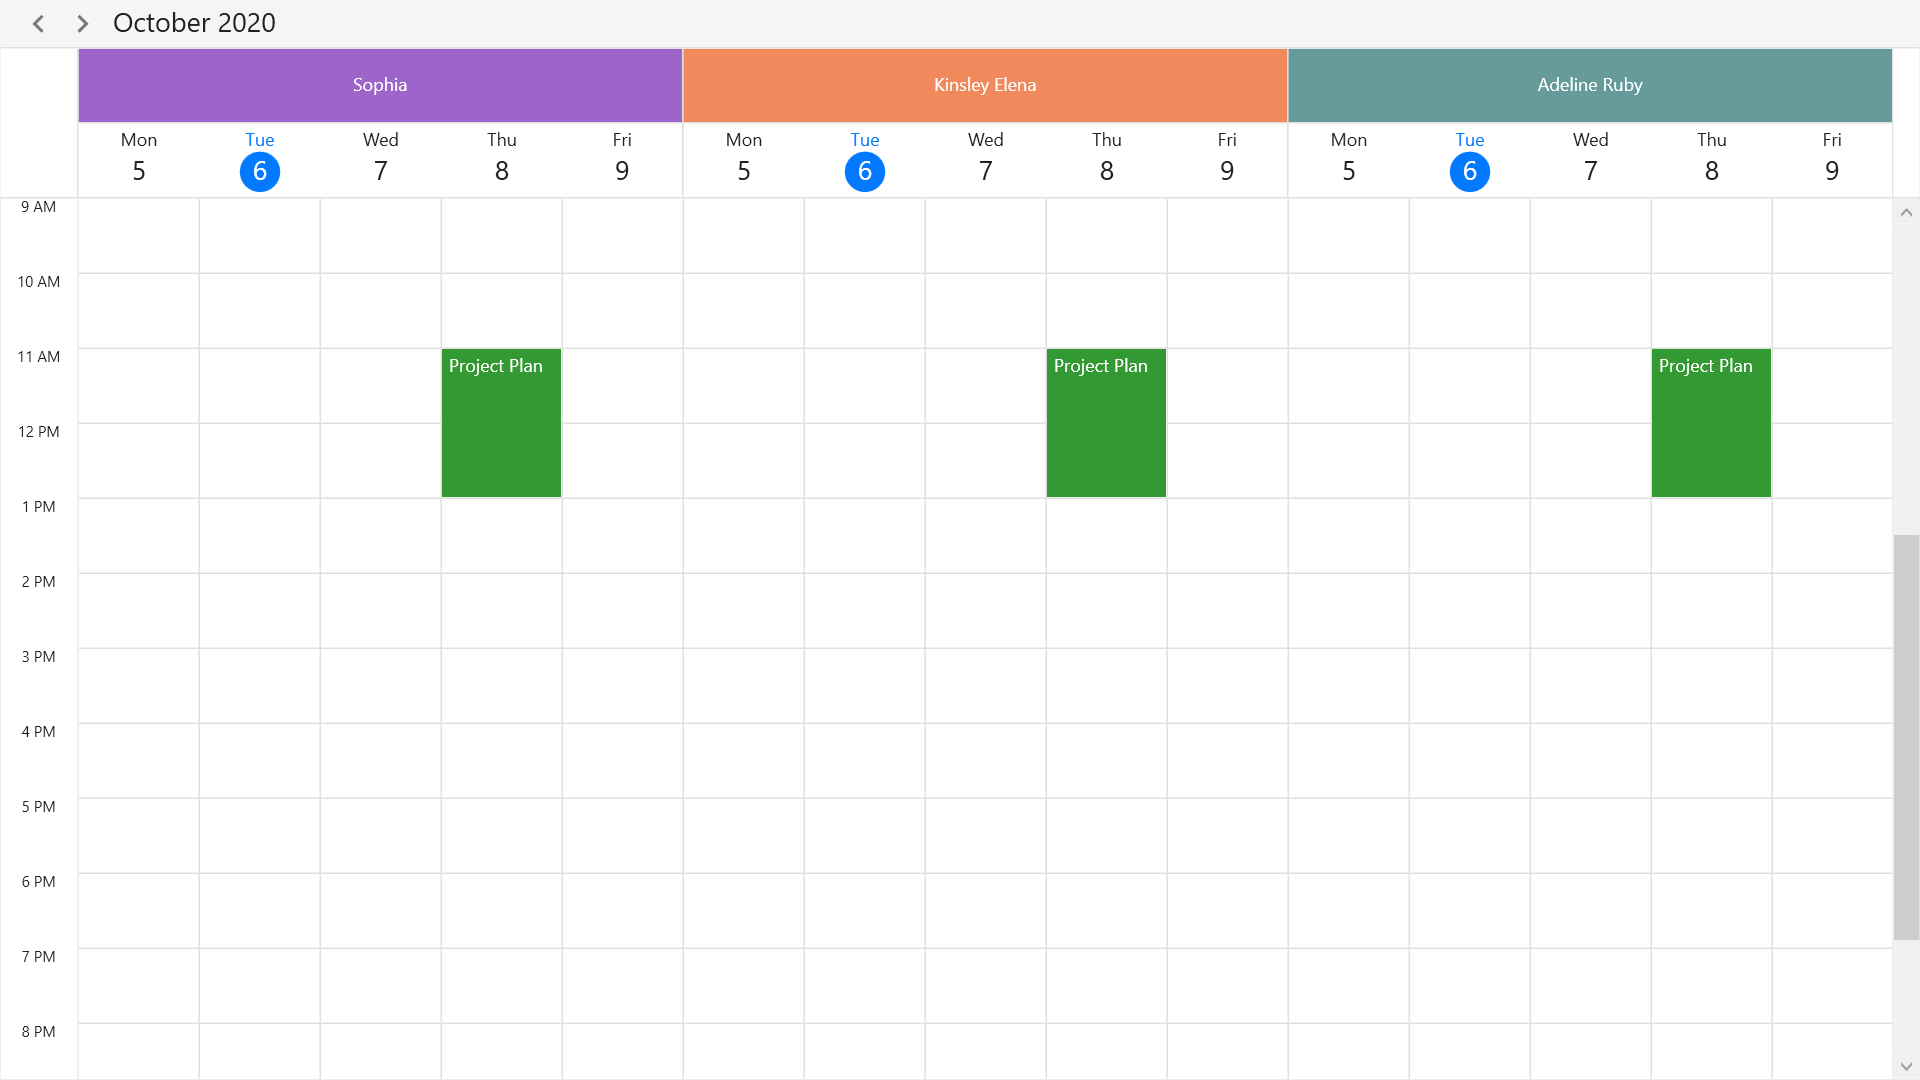 October 2020
Sophia Kinsley Elena Adeline Ruby
Mon Tue Wed Thu Fri Mon Tue Wed Thu Fri Mon Tue Wed Thu Fri
5 6 7 8 9 5 6 7 8 9 5 6 7 8 9
9 AM
10 AM
11 AM Project Plan Project Plan Project Plan
12 PM
1 PM
2 PM
3 PM
4 PM
5 PM
6 PM
7 PM
8 PM